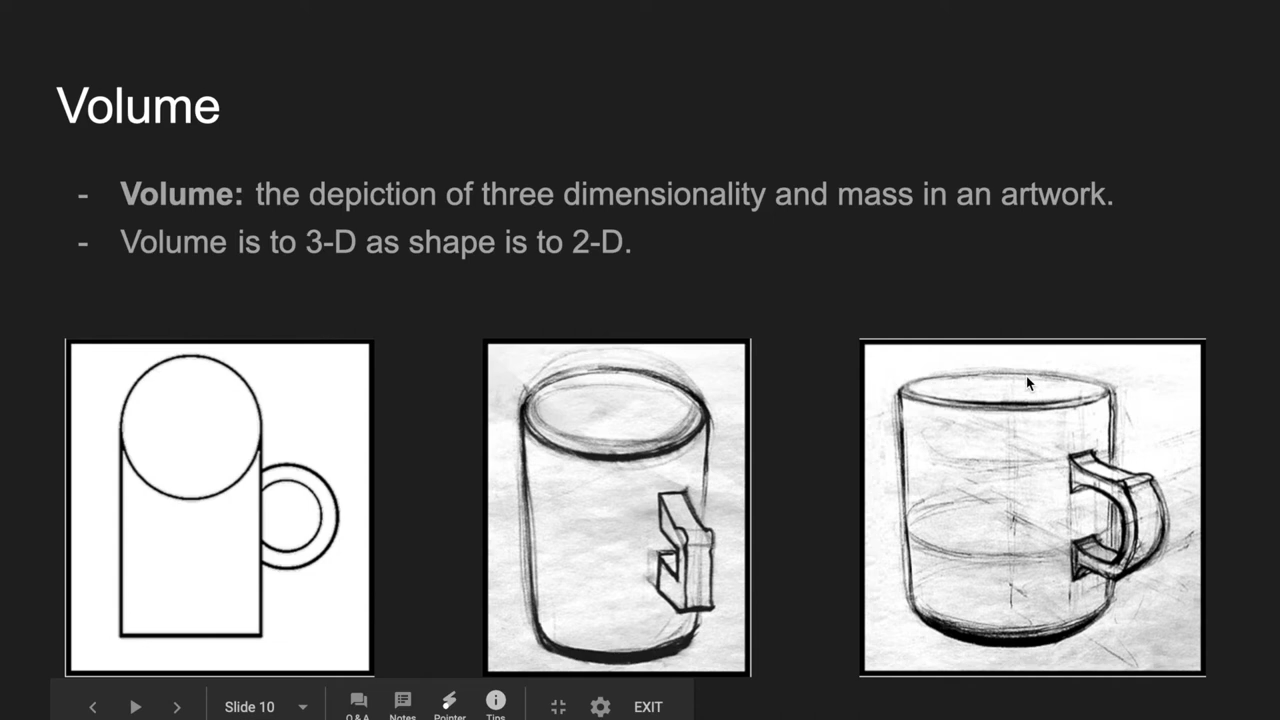 Volume
- Volume: the depiction of three dimensionality and mass in an artwork.
- Volume is to 3-D as shape is to 2-D.
Slide 10
Q & A
Notes
Pointer
Tips
EXIT